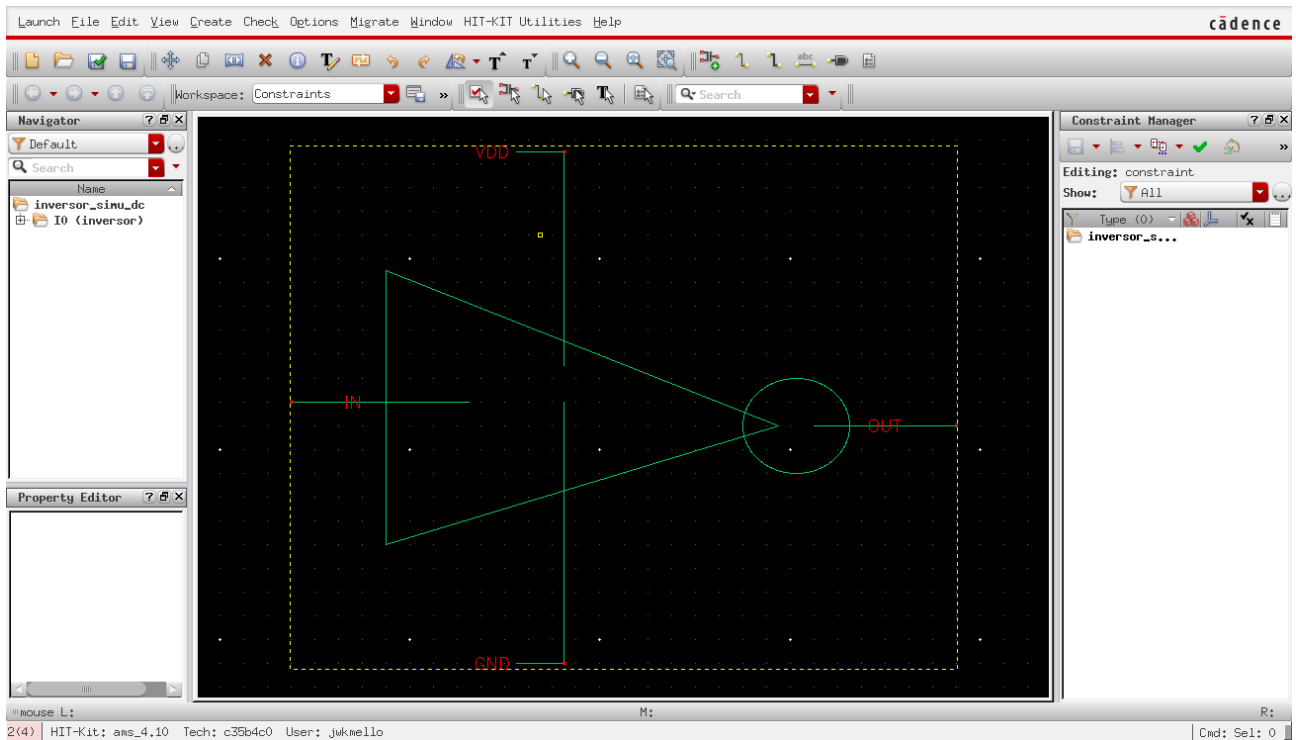 Launch File Edit View Create Check Options Migrate Window HIT-KIT Utilities Help
cādence
Workspace: Constraints
Search
Navigator
Default
Search
Name
inversor_simu_dc
I0 (inversor)
Property Editor
VDD
IN
OUT
GND
Constraint Manager
Editing: constraint
Show: All
Type (0)
inversor_s...
mouse L: M: R:
2(4) HIT-Kit: ams_4.10 Tech: c35b4c0 User: jwkmello Cmd: Sel: 0